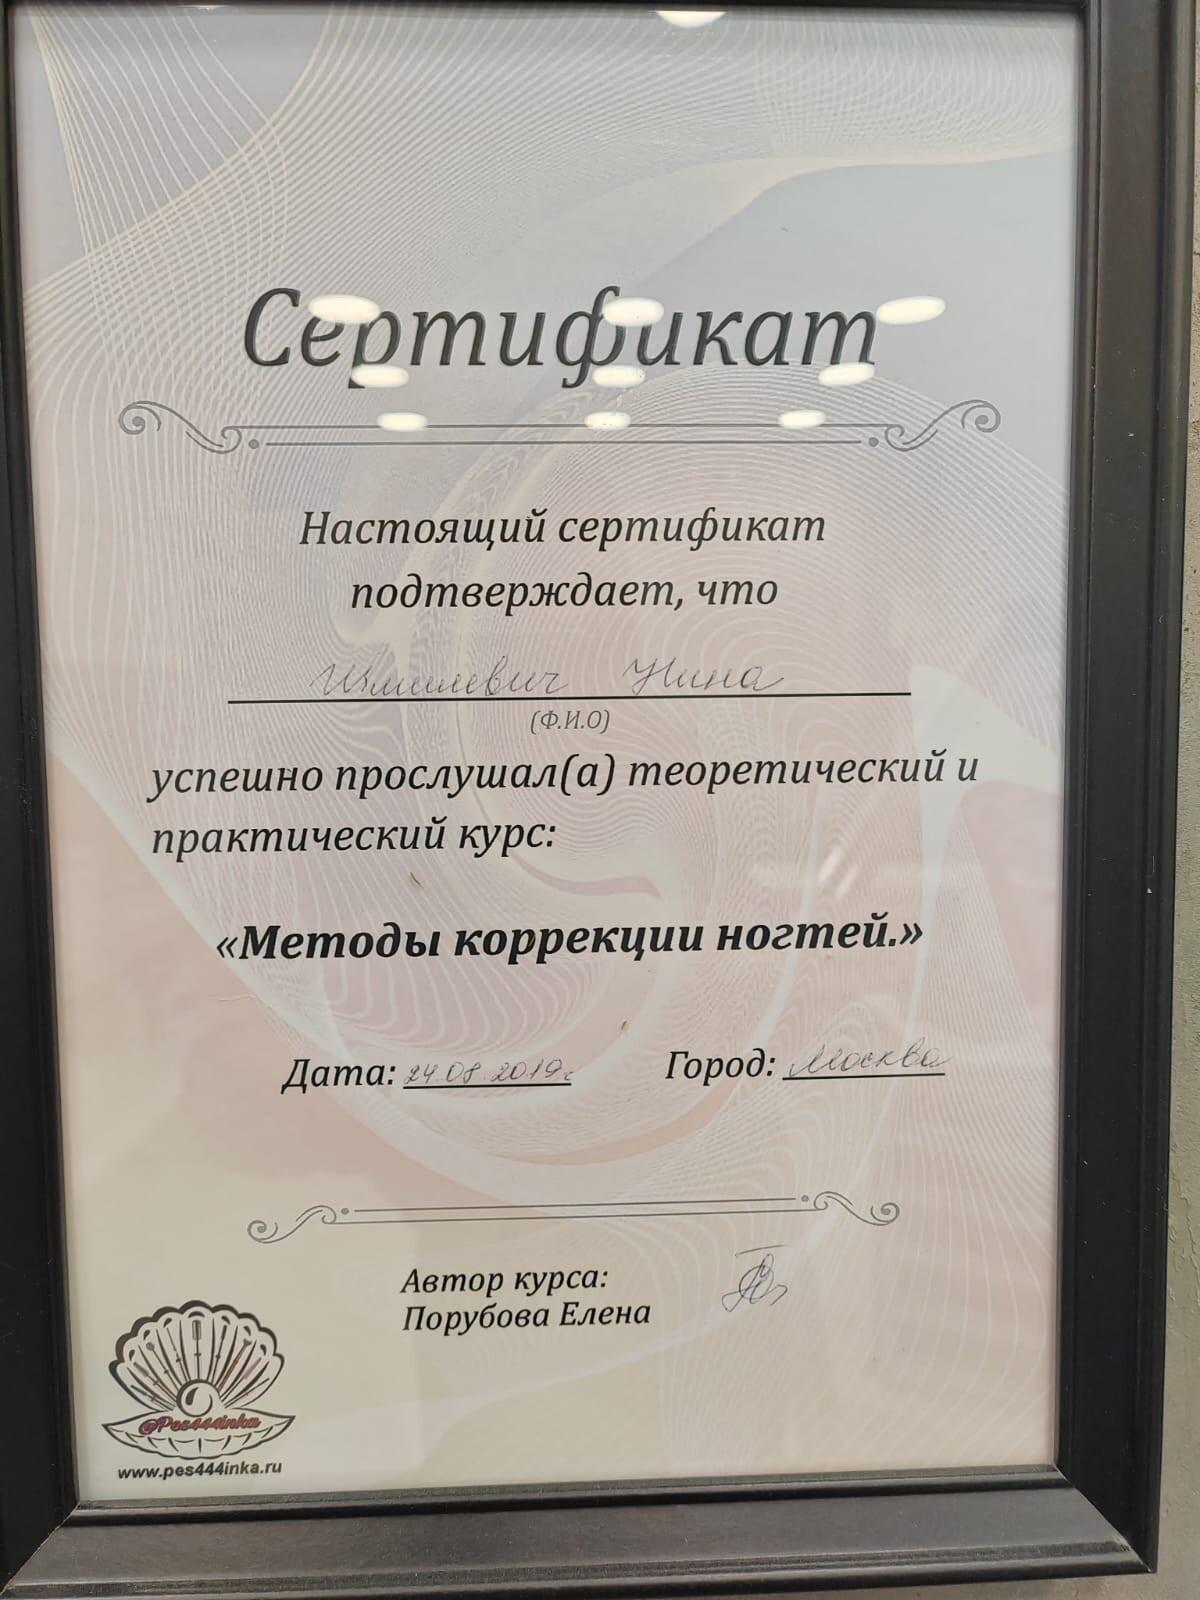 Сертификат
Настоящий сертификат
подтверждает, что
Нина
(Ф.И.О)
успешно прослушал(а) теоретический и
практический курс:
«Методы коррекции ногтей.»
Дата: 24.08.2019г Город: Москва
Автор курса:
Порубова Елена
@Pes444inka
www.pes444inka.ru